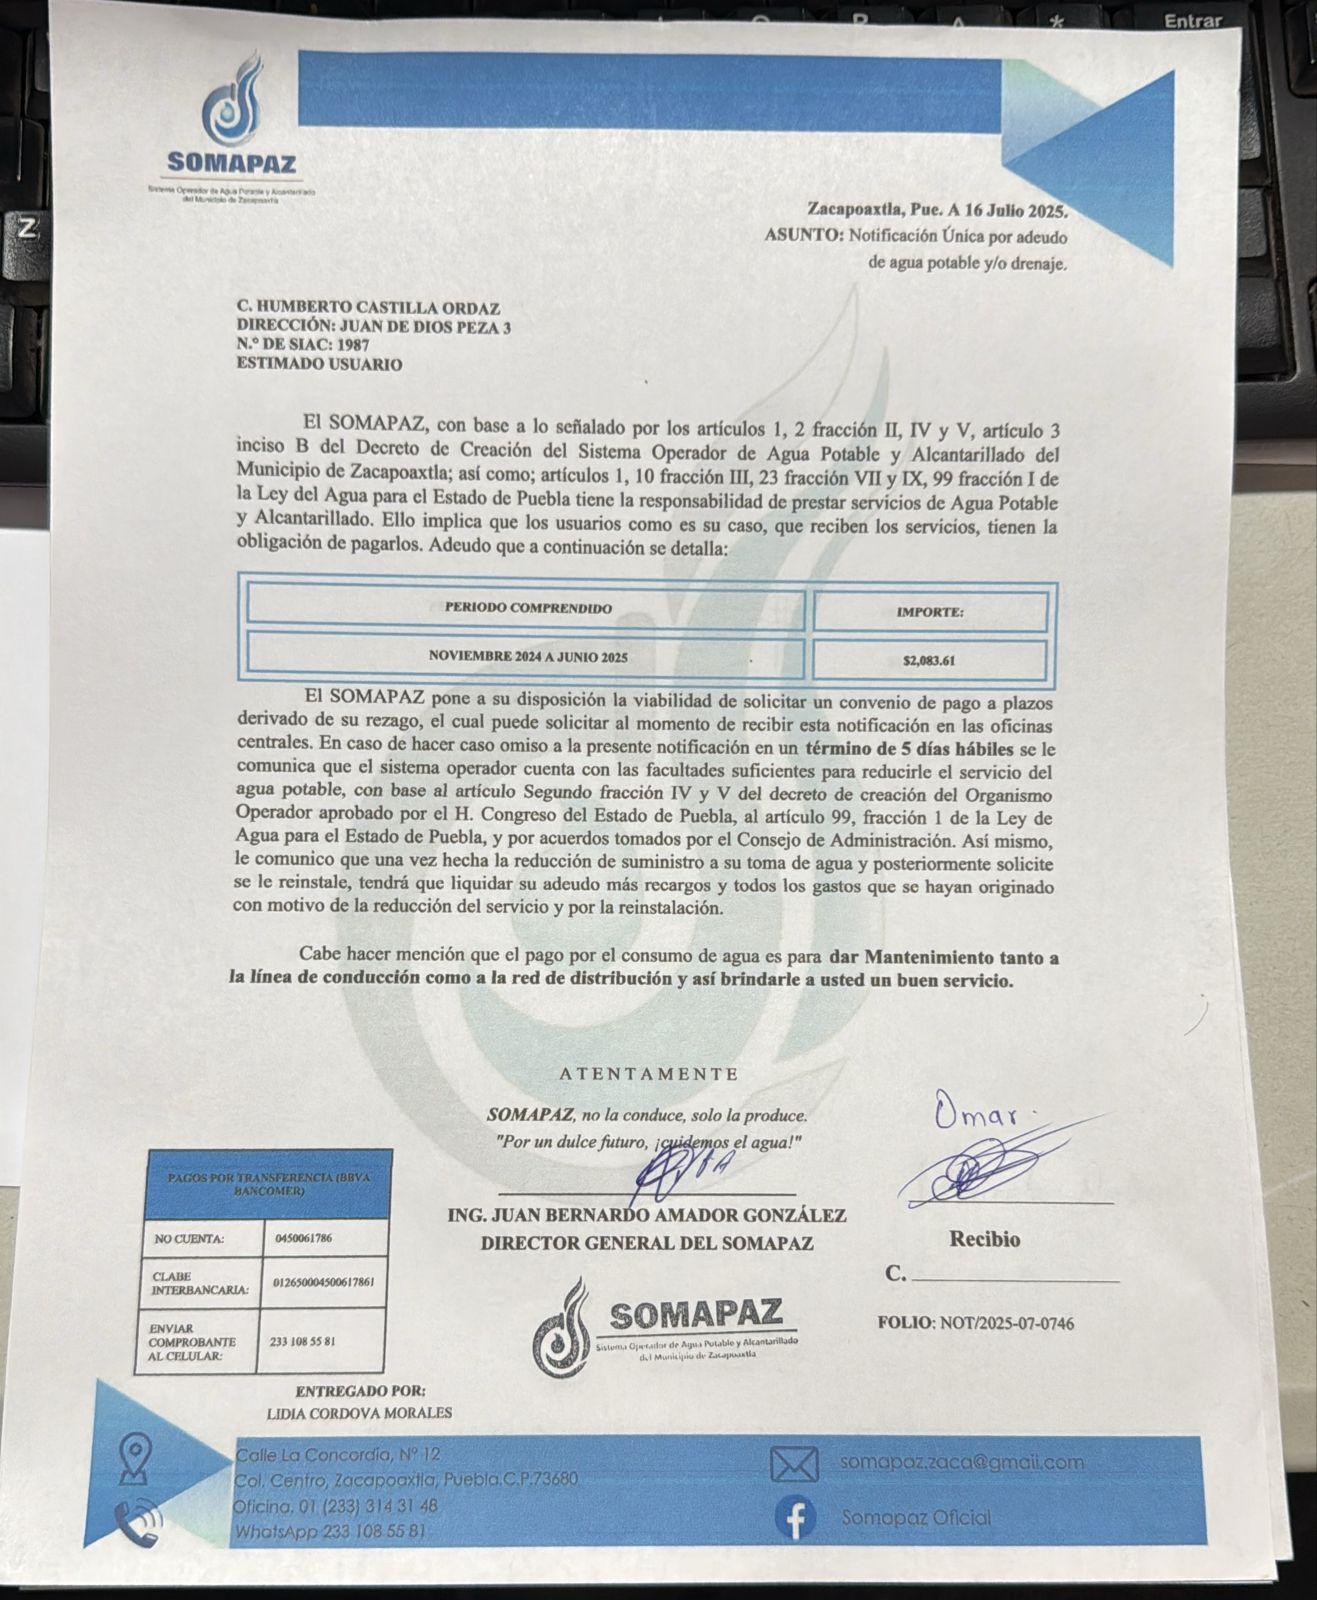 Entrar
Z
SOMAPAZ
Sistema Operador de Agua Potable y Alcantarillado
del Municipio de Zacapoaxtla
Zacapoaxtla, Pue. A 16 Julio 2025.
ASUNTO: Notificación Única por adeudo
de agua potable y/o drenaje.
C. HUMBERTO CASTILLA ORDAZ
DIRECCIÓN: JUAN DE DIOS PEZA 3
N.º DE SIAC: 1987
ESTIMADO USUARIO
El SOMAPAZ, con base a lo señalado por los artículos 1, 2 fracción II, IV y V, artículo 3
inciso B del Decreto de Creación del Sistema Operador de Agua Potable y Alcantarillado del
Municipio de Zacapoaxtla; así como; artículos 1, 10 fracción III, 23 fracción VII y IX, 99 fracción I de
la Ley del Agua para el Estado de Puebla tiene la responsabilidad de prestar servicios de Agua Potable
y Alcantarillado. Ello implica que los usuarios como es su caso, que reciben los servicios, tienen la
obligación de pagarlos. Adeudo que a continuación se detalla:
PERIODO COMPRENDIDO IMPORTE:
NOVIEMBRE 2024 A JUNIO 2025 $2,083.61
El SOMAPAZ pone a su disposición la viabilidad de solicitar un convenio de pago a plazos
derivado de su rezago, el cual puede solicitar al momento de recibir esta notificación en las oficinas
centrales. En caso de hacer caso omiso a la presente notificación en un término de 5 días hábiles se le
comunica que el sistema operador cuenta con las facultades suficientes para reducirle el servicio del
agua potable, con base al artículo Segundo fracción IV y V del decreto de creación del Organismo
Operador aprobado por el H. Congreso del Estado de Puebla, al artículo 99, fracción 1 de la Ley de
Agua para el Estado de Puebla, y por acuerdos tomados por el Consejo de Administración. Así mismo,
le comunico que una vez hecha la reducción de suministro a su toma de agua y posteriormente solicite
se le reinstale, tendrá que liquidar su adeudo más recargos y todos los gastos que se hayan originado
con motivo de la reducción del servicio y por la reinstalación.
Cabe hacer mención que el pago por el consumo de agua es para dar Mantenimiento tanto a
la línea de conducción como a la red de distribución y así brindarle a usted un buen servicio.
ATENTAMENTE
SOMAPAZ, no la conduce, solo la produce.
"Por un dulce futuro, ¡cuidemos el agua!"
ING. JUAN BERNARDO AMADOR GONZÁLEZ
DIRECTOR GENERAL DEL SOMAPAZ
SOMAPAZ
Sistema Operador de Agua Potable y Alcantarillado
del Municipio de Zacapoaxtla
Omar
Recibio
C.
FOLIO: NOT/2025-07-0746
PAGOS POR TRANSFERENCIA (BBVA
BANCOMER)
NO CUENTA: 0450061786
CLABE
INTERBANCARIA: 012650004500617861
ENVIAR
COMPROBANTE
AL CELULAR: 233 108 55 81
ENTREGADO POR:
LIDIA CORDOVA MORALES
Calle La Concordia, Nº 12
Col. Centro, Zacapoaxtla, Puebla.C.P.73680
Oficina. 01 (233) 314 31 48
WhatsApp 233 108 55 81
somapaz.zaca@gmail.com
Somapaz Oficial